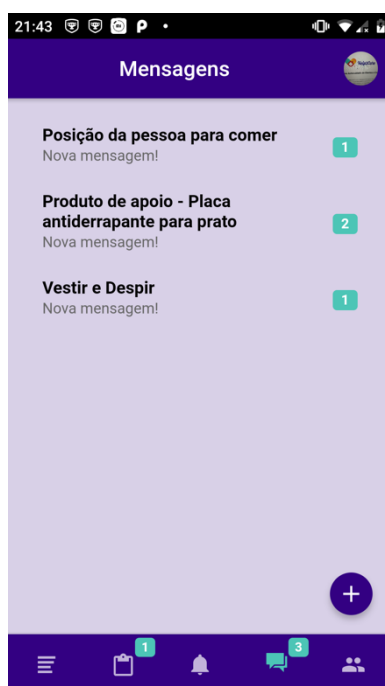 21:43
Mensagens
Posição da pessoa para comer
Nova mensagem!
1
Produto de apoio - Placa
antiderrapante para prato
Nova mensagem!
2
Vestir e Despir
Nova mensagem!
1
1
3